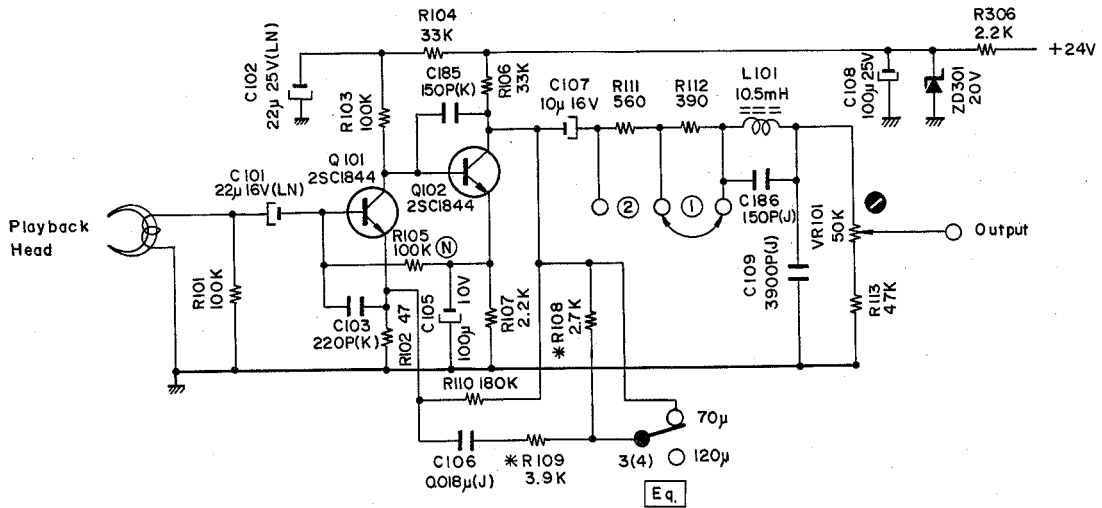 R104
33K
R306
2.2K
+24V
C102
22μ 25V(LN)
C185
150P(K)
R106
33K
C107
10μ 16V
R111
560
R112
390
L101
10.5mH
C108
100μ 25V
ZD301
20V
R103
100K
Q101
2SC1844
C101
22μ 16V(LN)
Q102
2SC1844
②
①
C186
150P(J)
VR101
50K
Output
Playback
Head
R105
100K
N
R101
100K
C103
220P(K)
R102 47
C105
100μ 10V
R107
2.2K
*R108
2.7K
C109
3900P(J)
R113
47K
R110 180K
70μ
C106
0.018μ(J)
*R109
3.9K
3(4)
120μ
Eq.